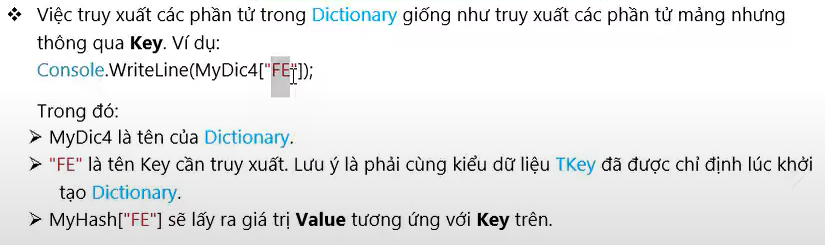 ❖ Việc truy xuất các phần tử trong Dictionary giống như truy xuất các phần tử mảng nhưng
thông qua Key. Ví dụ:
Console.WriteLine(MyDic4["FE"]);
Trong đó:
➢ MyDic4 là tên của Dictionary.
➢ "FE" là tên Key cần truy xuất. Lưu ý là phải cùng kiểu dữ liệu TKey đã được chỉ định lúc khởi
tạo Dictionary.
➢ MyHash["FE"] sẽ lấy ra giá trị Value tương ứng với Key trên.